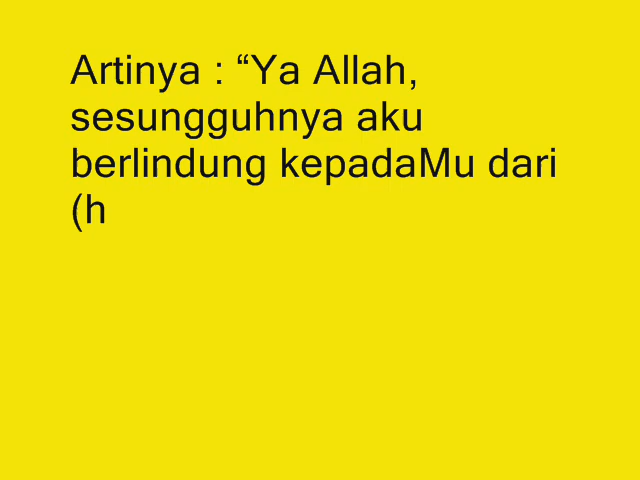 Artinya : “Ya Allah,
sesungguhnya aku
berlindung kepadaMu dari
(h